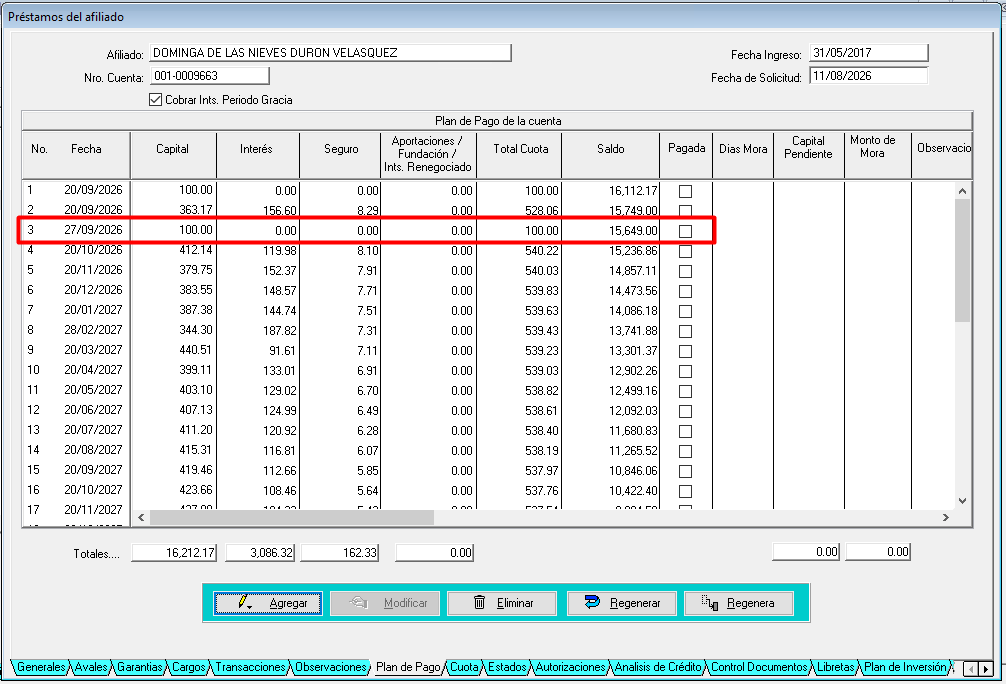 Préstamos del afiliado
Afiliado: DOMINGA DE LAS NIEVES DURON VELASQUEZ Fecha Ingreso: 31/05/2017
Nro. Cuenta: 001-0009663 Fecha de Solicitud: 11/08/2026
Cobrar Ints. Periodo Gracia
Plan de Pago de la cuenta
No. Fecha Capital Interés Seguro Aportaciones / Fundación / Ints. Renegociado Total Cuota Saldo Pagada Dias Mora Capital Pendiente Monto de Mora Observacio
1 20/09/2026 100.00 0.00 0.00 0.00 100.00 16,112.17
2 20/09/2026 363.17 156.60 8.29 0.00 528.06 15,749.00
3 27/09/2026 100.00 0.00 0.00 0.00 100.00 15,649.00
4 20/10/2026 412.14 119.98 8.10 0.00 540.22 15,236.86
5 20/11/2026 379.75 152.37 7.91 0.00 540.03 14,857.11
6 20/12/2026 383.55 148.57 7.71 0.00 539.83 14,473.56
7 20/01/2027 387.38 144.74 7.51 0.00 539.63 14,086.18
8 28/02/2027 344.30 187.82 7.31 0.00 539.43 13,741.88
9 20/03/2027 440.51 91.61 7.11 0.00 539.23 13,301.37
10 20/04/2027 399.11 133.01 6.91 0.00 539.03 12,902.26
11 20/05/2027 403.10 129.02 6.70 0.00 538.82 12,499.16
12 20/06/2027 407.13 124.99 6.49 0.00 538.61 12,092.03
13 20/07/2027 411.20 120.92 6.28 0.00 538.40 11,680.83
14 20/08/2027 415.31 116.81 6.07 0.00 538.19 11,265.52
15 20/09/2027 419.46 112.66 5.85 0.00 537.97 10,846.06
16 20/10/2027 423.66 108.46 5.64 0.00 537.76 10,422.40
17 20/11/2027
Totales.... 16,212.17 3,086.32 162.33 0.00 0.00 0.00
Agregar Modificar Eliminar Regenerar Regenera
Generales Avales Garantias Cargos Transacciones Observaciones Plan de Pago Cuota Estados Autorizaciones Analisis de Crédito Control Documentos Libretas Plan de Inversión